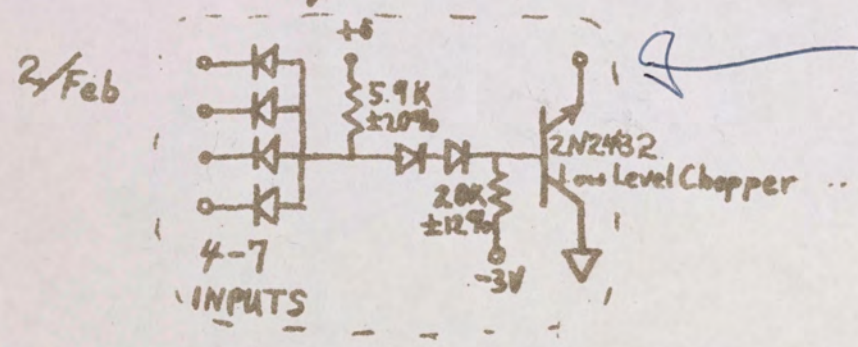 2/Feb
+6
5.9K
±20%
2N2432
Low Level Chopper
20K
±12%
-3V
4-7
INPUTS